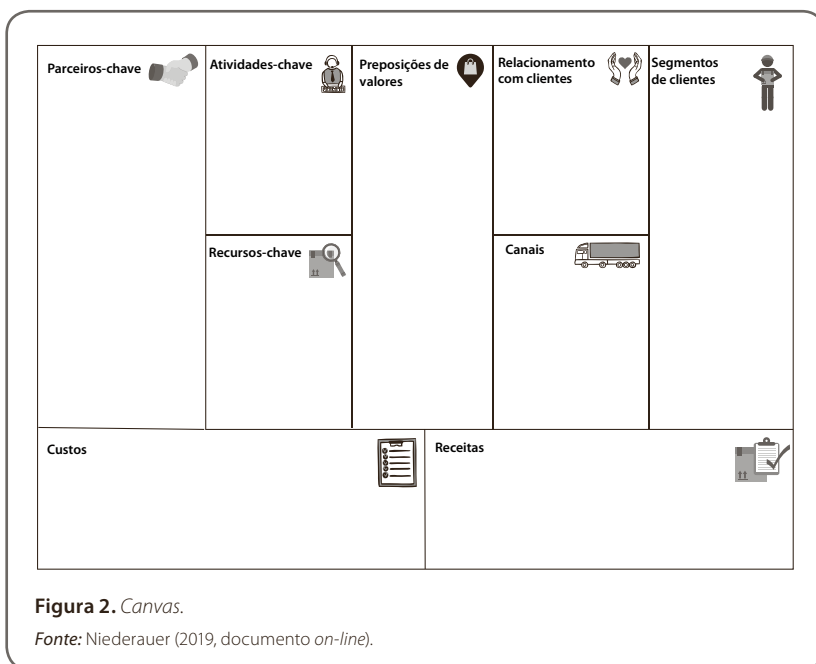 Parceiros-chave
Atividades-chave
Preposições de
valores
Relacionamento
com clientes
Segmentos
de clientes
Recursos-chave
Canais
Custos
Receitas
Figura 2. Canvas.
Fonte: Niederauer (2019, documento on-line).